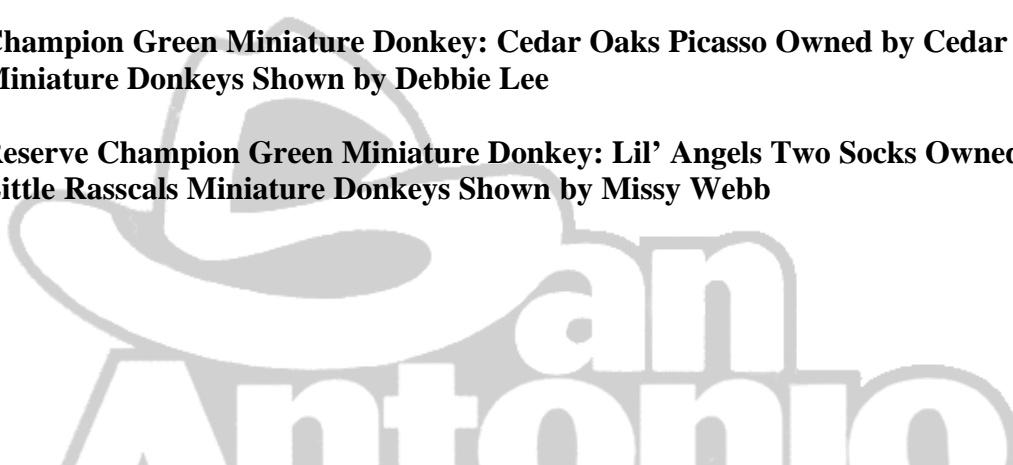 Champion Green Miniature Donkey: Cedar Oaks Picasso Owned by Cedar
Miniature Donkeys Shown by Debbie Lee
Reserve Champion Green Miniature Donkey: Lil’ Angels Two Socks Owned
Little Rasscals Miniature Donkeys Shown by Missy Webb
an
Antonio